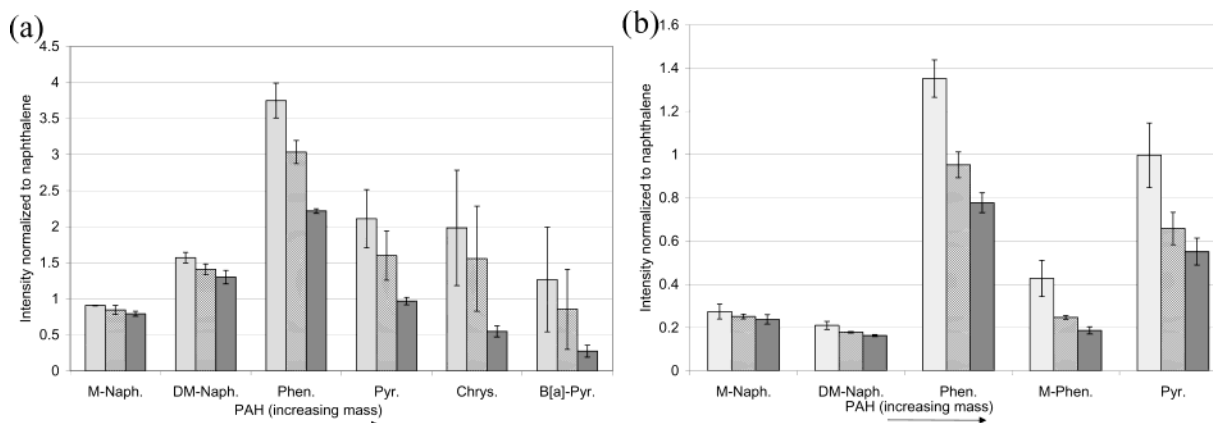 (a)
Intensity normalized to naphthalene
4.5
4
3.5
3
2.5
2
1.5
1
0.5
0
M-Naph. DM-Naph. Phen. Pyr. Chrys. B[a]-Pyr.
PAH (increasing mass)
(b)
Intensity normalized to naphthalene
1.6
1.4
1.2
1
0.8
0.6
0.4
0.2
0
M-Naph. DM-Naph. Phen. M-Phen. Pyr.
PAH (increasing mass)